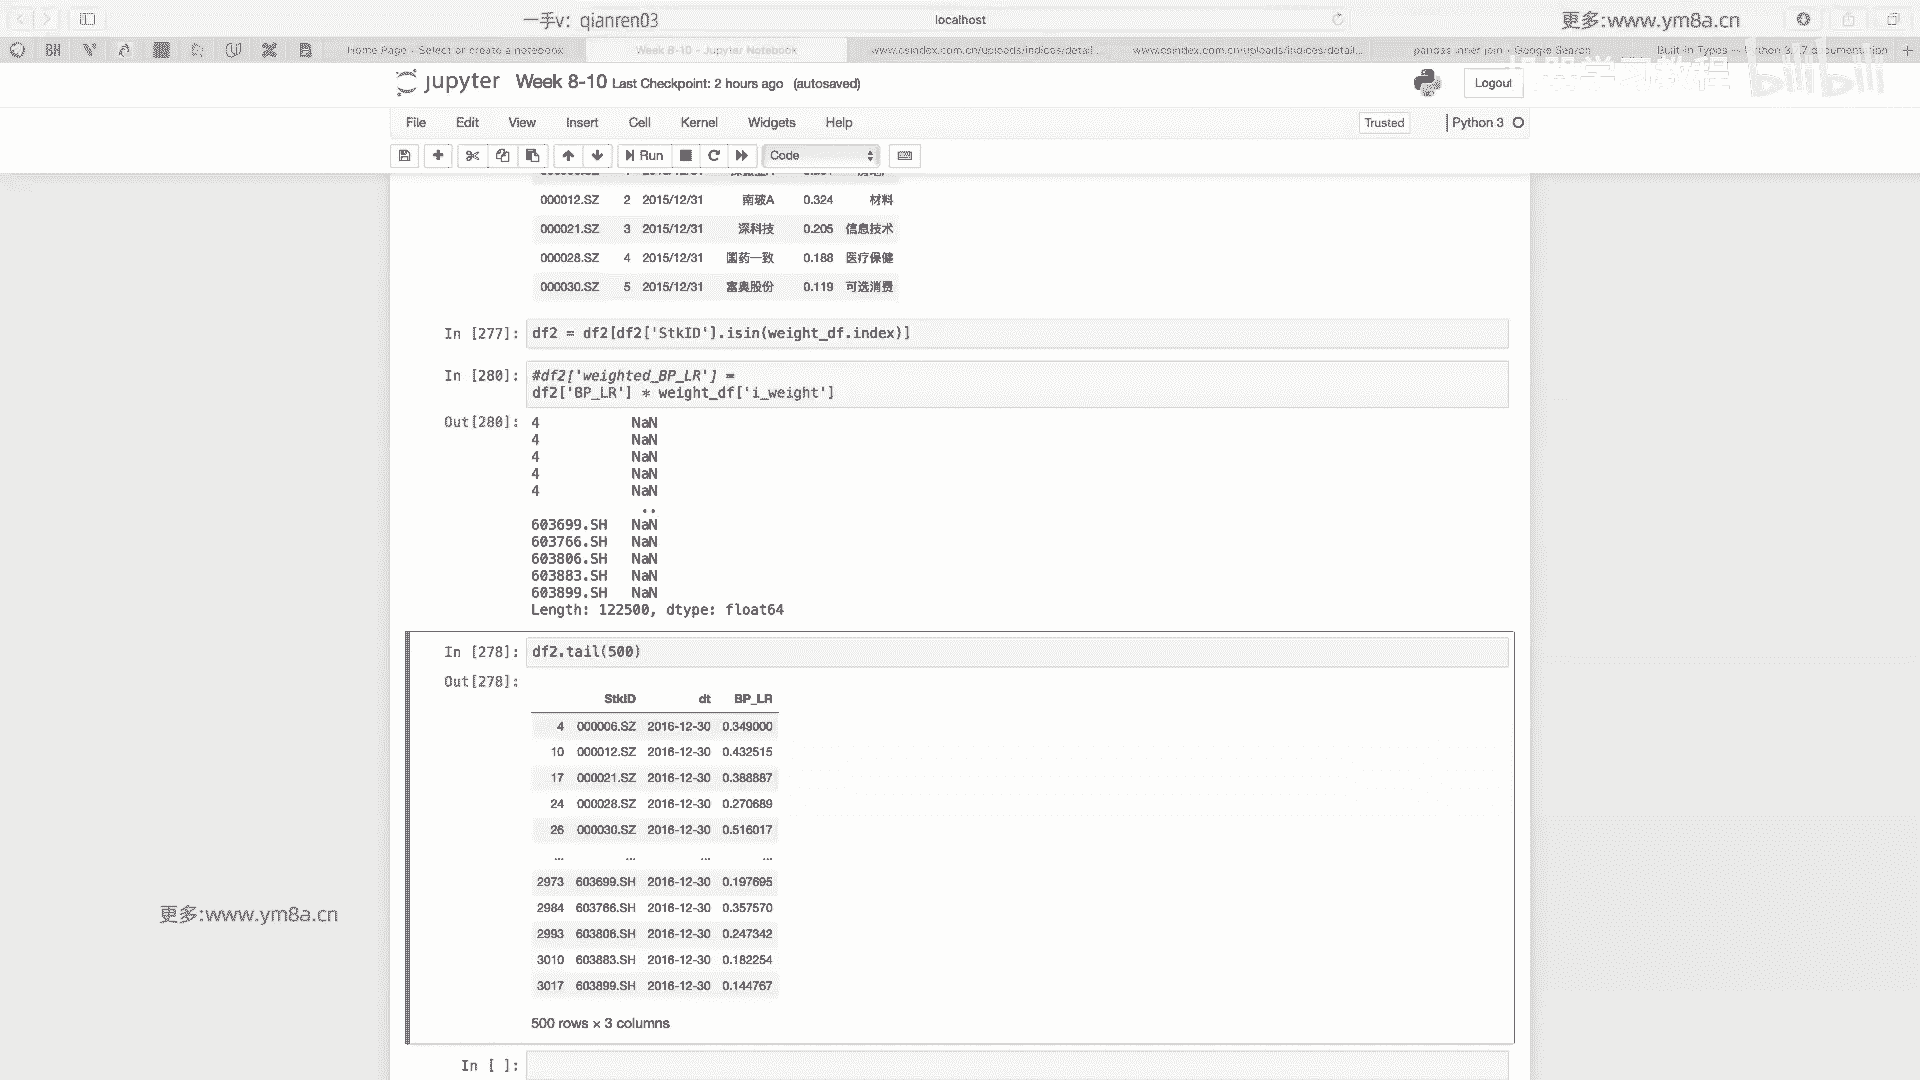 一手v：qianren03
localhost
更多:www.ym8a.cn
BH
Home Page - Select or create a notebook
Week 8-10 - Jupyter Notebook
www.csindex.com.cn/uploads/indices/detail...
www.csindex.com.cn/uploads/indices/detail...
pandas inner join - Google Search
Built-in Types — Python 3.7 documentation
机器学习教程 bilibili
jupyter Week 8-10 Last Checkpoint: 2 hours ago (autosaved)
Logout
File Edit View Insert Cell Kernel Widgets Help
Trusted Python 3
Run Code
000012.SZ 2 2015/12/31 南玻A 0.324 材料
000021.SZ 3 2015/12/31 深科技 0.205 信息技术
000028.SZ 4 2015/12/31 国药一致 0.188 医疗保健
000030.SZ 5 2015/12/31 富奥股份 0.119 可选消费
In [277]: df2 = df2[df2['StkID'].isin(weight_df.index)]
In [280]: #df2['weighted_BP_LR'] =
df2['BP_LR'] * weight_df['i_weight']
Out[280]: 4 NaN
4 NaN
4 NaN
4 NaN
4 NaN
..
603699.SH NaN
603766.SH NaN
603806.SH NaN
603883.SH NaN
603899.SH NaN
Length: 122500, dtype: float64
In [278]: df2.tail(500)
Out[278]:
StkID dt BP_LR
4 000006.SZ 2016-12-30 0.349000
10 000012.SZ 2016-12-30 0.432515
17 000021.SZ 2016-12-30 0.388887
24 000028.SZ 2016-12-30 0.270689
26 000030.SZ 2016-12-30 0.516017
... ... ... ...
2973 603699.SH 2016-12-30 0.197695
2984 603766.SH 2016-12-30 0.357570
2993 603806.SH 2016-12-30 0.247342
3010 603883.SH 2016-12-30 0.182254
3017 603899.SH 2016-12-30 0.144767
500 rows × 3 columns
In [ ]:
更多:www.ym8a.cn